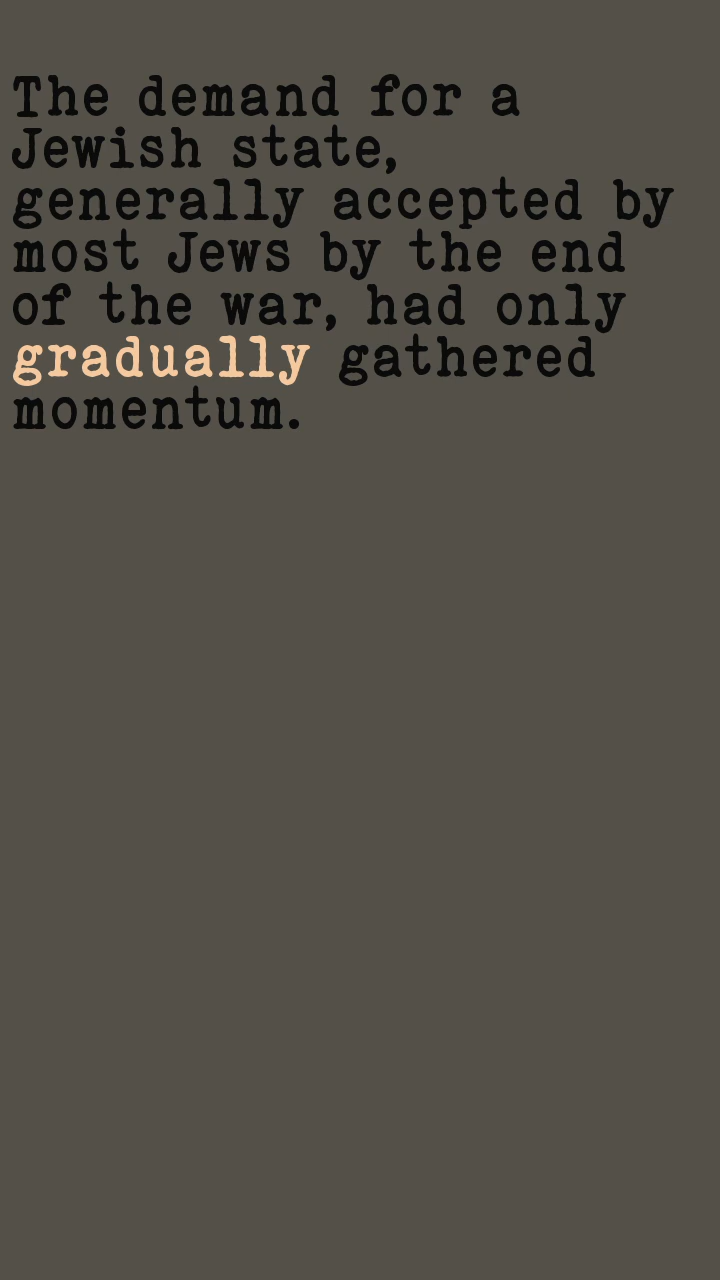 The demand for a
Jewish state,
generally accepted by
most Jews by the end
of the war, had only
gradually gathered
momentum.